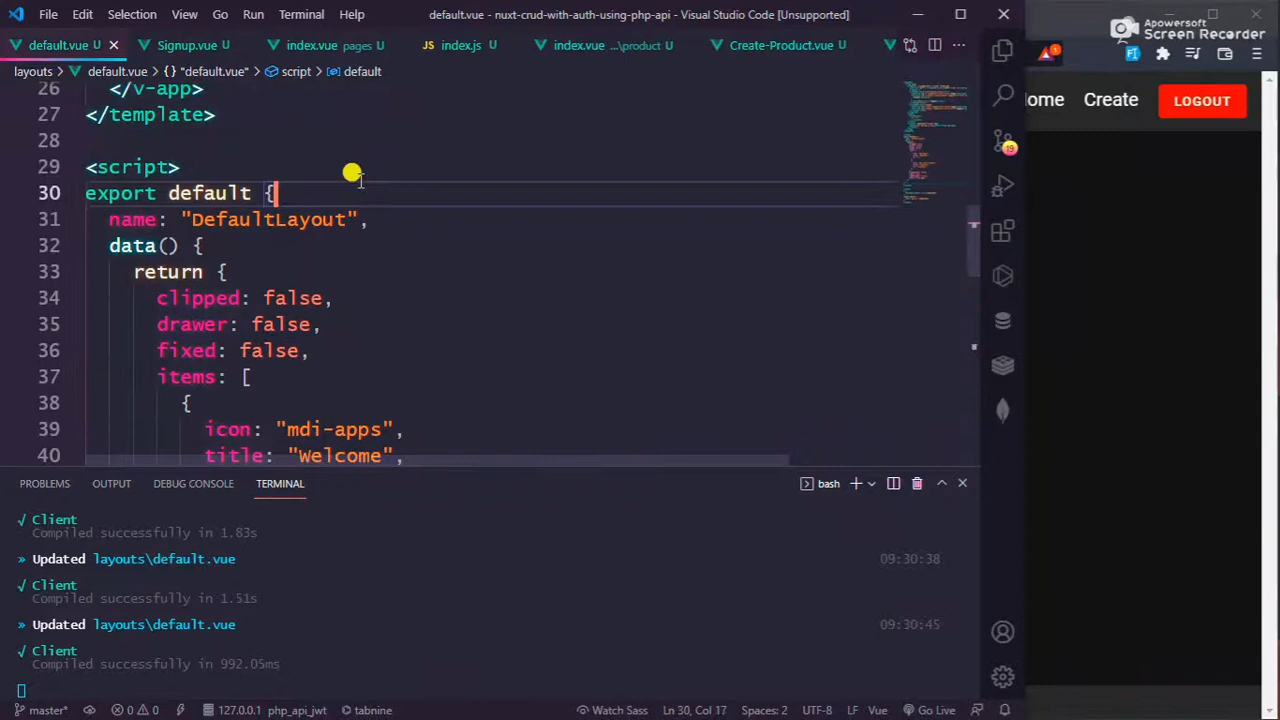 File Edit Selection View Go Run Terminal Help default.vue - nuxt-crud-with-auth-using-php-api - Visual Studio Code [Unsupported]
Apowersoft
Screen Recorder
default.vue U Signup.vue U index.vue pages U index.js U index.vue ...\product U Create-Product.vue U
layouts > default.vue > {} "default.vue" > script > default
26 </v-app>
27 </template>
28
29 <script>
30 export default {
31 name: "DefaultLayout",
32 data() {
33 return {
34 clipped: false,
35 drawer: false,
36 fixed: false,
37 items: [
38 {
39 icon: "mdi-apps",
40 title: "Welcome",
ome Create LOGOUT
19
PROBLEMS OUTPUT DEBUG CONSOLE TERMINAL bash
√ Client
Compiled successfully in 1.83s
» Updated layouts\default.vue 09:30:38
√ Client
Compiled successfully in 1.51s
» Updated layouts\default.vue 09:30:45
√ Client
Compiled successfully in 992.05ms
master* 0 0 127.0.0.1 php_api_jwt tabnine Watch Sass Ln 30, Col 17 Spaces: 2 UTF-8 LF Vue Go Live